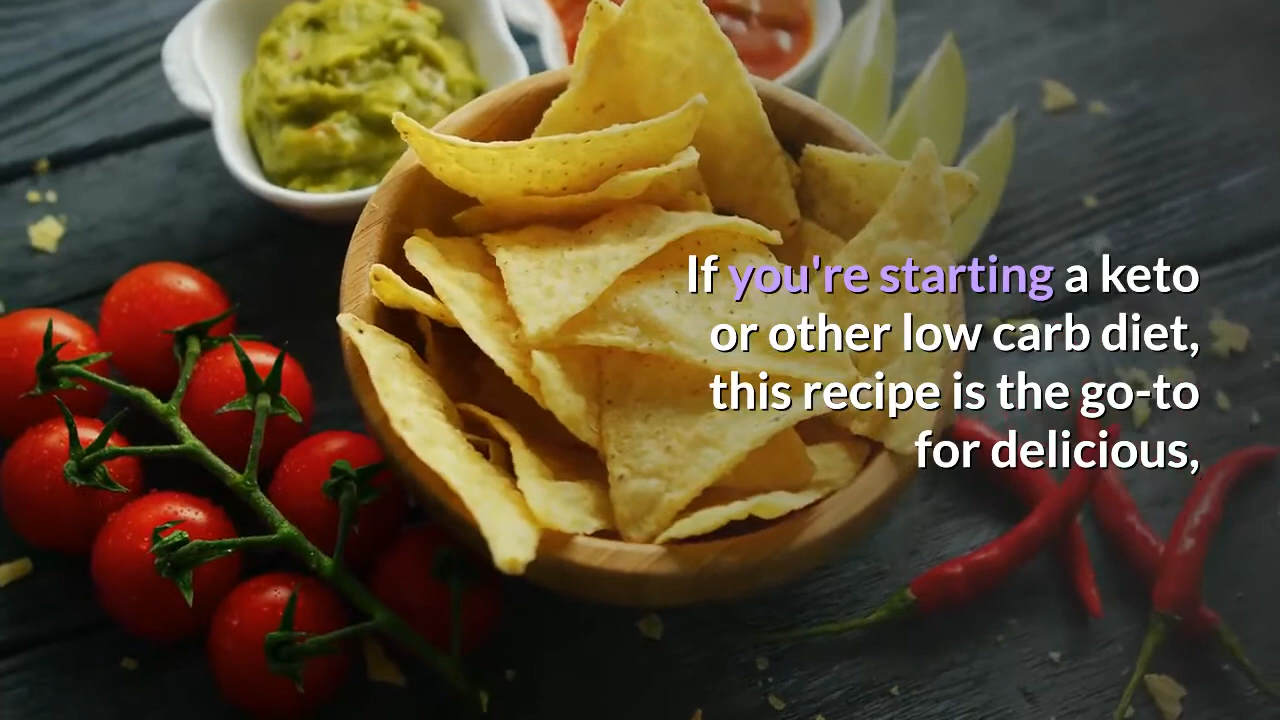 If you're starting a keto
or other low carb diet,
this recipe is the go-to
for delicious,